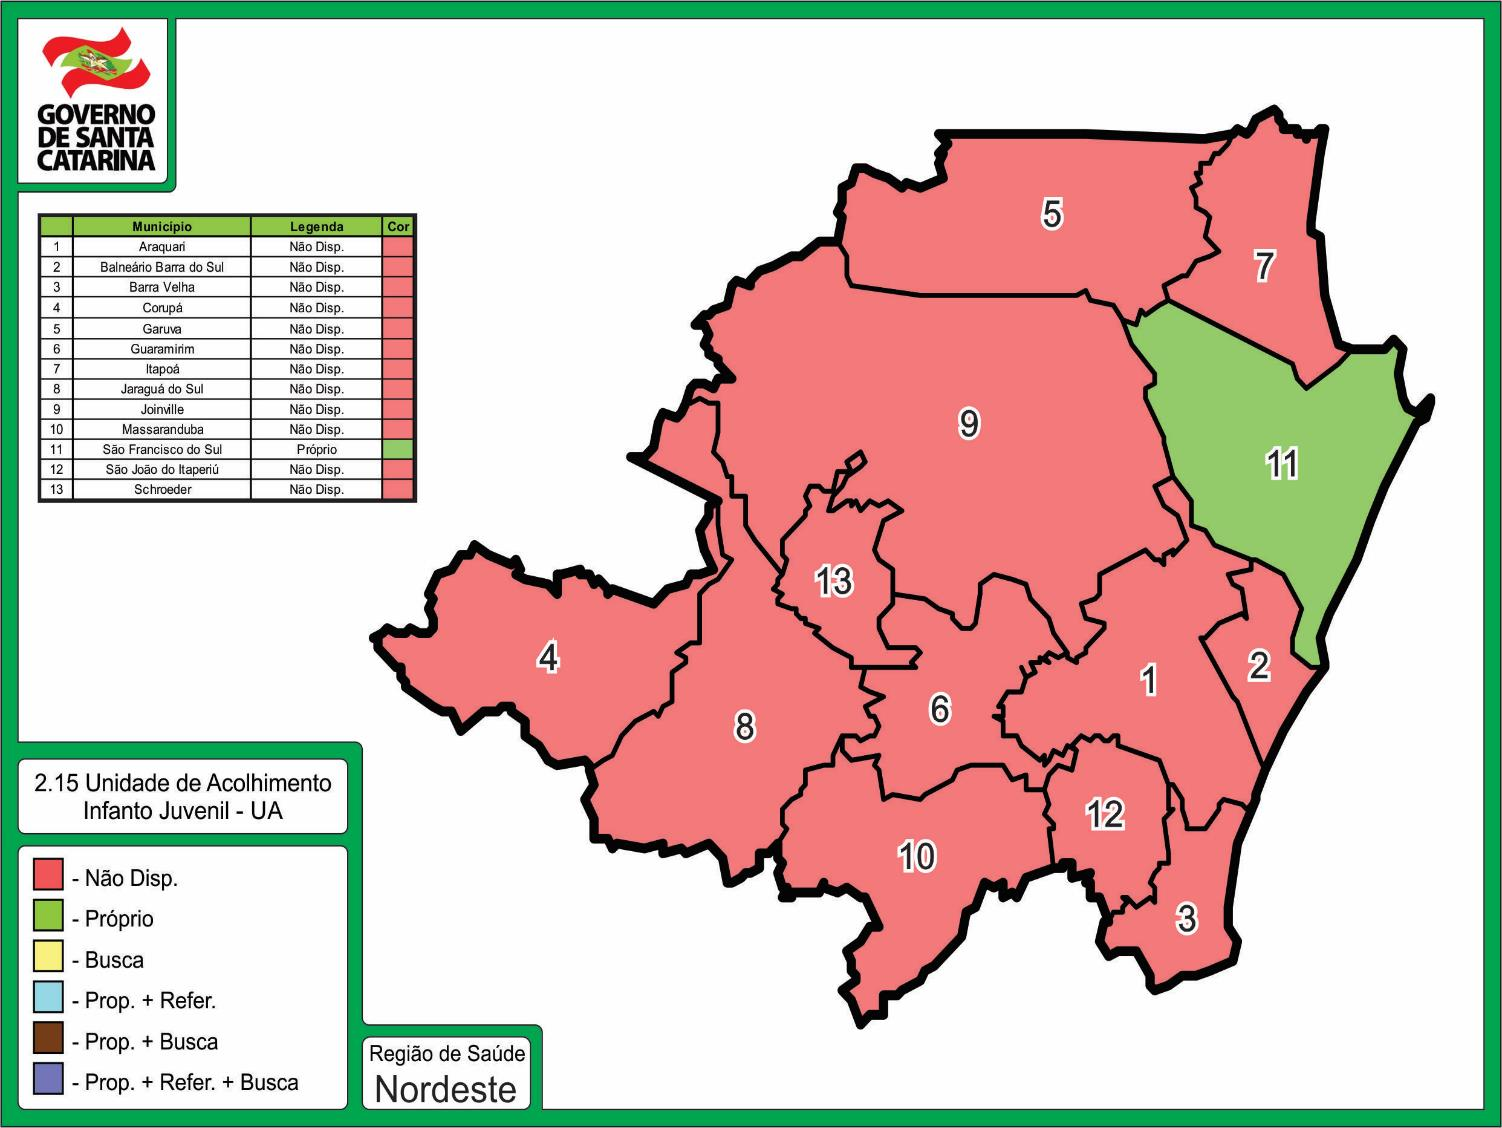 GOVERNO
DE SANTA
CATARINA
Município Legenda Cor
1 Araquari Não Disp.
2 Balneário Barra do Sul Não Disp.
3 Barra Velha Não Disp.
4 Corupá Não Disp.
5 Garuva Não Disp.
6 Guaramirim Não Disp.
7 Itapoá Não Disp.
8 Jaraguá do Sul Não Disp.
9 Joinville Não Disp.
10 Massaranduba Não Disp.
11 São Francisco do Sul Próprio
12 São João do Itaperiú Não Disp.
13 Schroeder Não Disp.
5
7
9
11
13
4
2
1
6
8
12
10
3
2.15 Unidade de Acolhimento
Infanto Juvenil - UA
- Não Disp.
- Próprio
- Busca
- Prop. + Refer.
- Prop. + Busca
- Prop. + Refer. + Busca
Região de Saúde
Nordeste